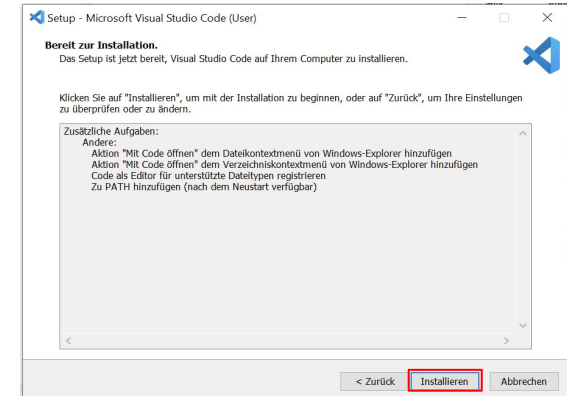 Setup - Microsoft Visual Studio Code (User)
Bereit zur Installation.
Das Setup ist jetzt bereit, Visual Studio Code auf Ihrem Computer zu installieren.
Klicken Sie auf "Installieren", um mit der Installation zu beginnen, oder auf "Zurück", um Ihre Einstellungen
zu überprüfen oder zu ändern.
Zusätzliche Aufgaben:
Andere:
Aktion "Mit Code öffnen" dem Dateikontextmenü von Windows-Explorer hinzufügen
Aktion "Mit Code öffnen" dem Verzeichniskontextmenü von Windows-Explorer hinzufügen
Code als Editor für unterstützte Dateitypen registrieren
Zu PATH hinzufügen (nach dem Neustart verfügbar)
< Zurück Installieren Abbrechen